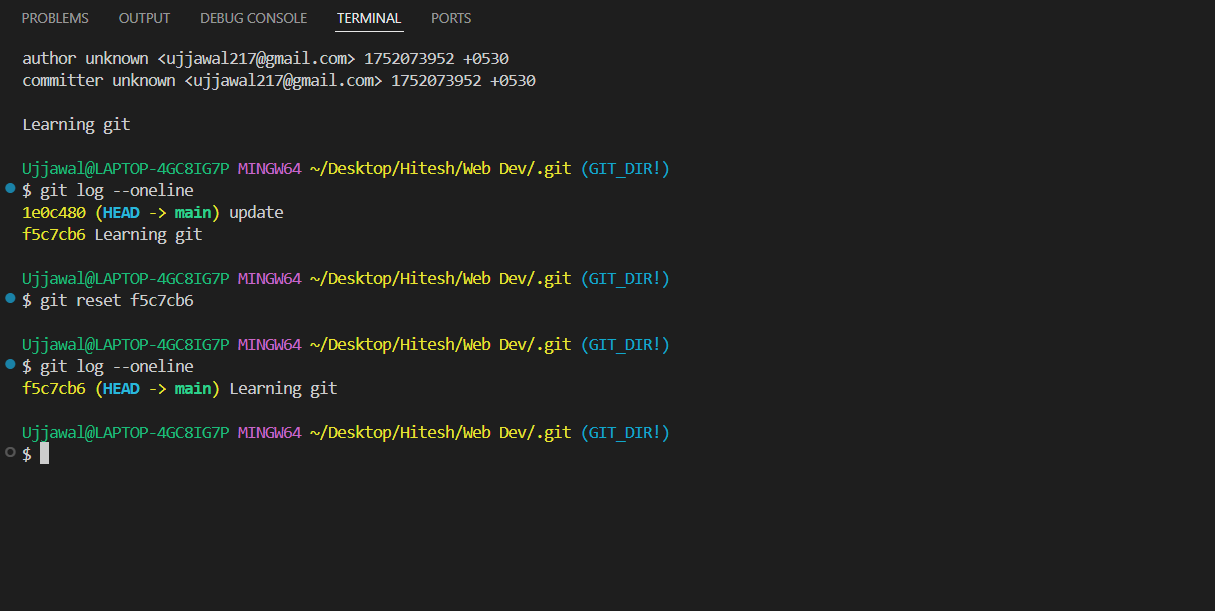 PROBLEMS OUTPUT DEBUG CONSOLE TERMINAL PORTS
author unknown <ujjawal217@gmail.com> 1752073952 +0530
committer unknown <ujjawal217@gmail.com> 1752073952 +0530
Learning git
Ujjawal@LAPTOP-4GC8IG7P MINGW64 ~/Desktop/Hitesh/Web Dev/.git (GIT_DIR!)
$ git log --oneline
1e0c480 (HEAD -> main) update
f5c7cb6 Learning git
Ujjawal@LAPTOP-4GC8IG7P MINGW64 ~/Desktop/Hitesh/Web Dev/.git (GIT_DIR!)
$ git reset f5c7cb6
Ujjawal@LAPTOP-4GC8IG7P MINGW64 ~/Desktop/Hitesh/Web Dev/.git (GIT_DIR!)
$ git log --oneline
f5c7cb6 (HEAD -> main) Learning git
Ujjawal@LAPTOP-4GC8IG7P MINGW64 ~/Desktop/Hitesh/Web Dev/.git (GIT_DIR!)
$